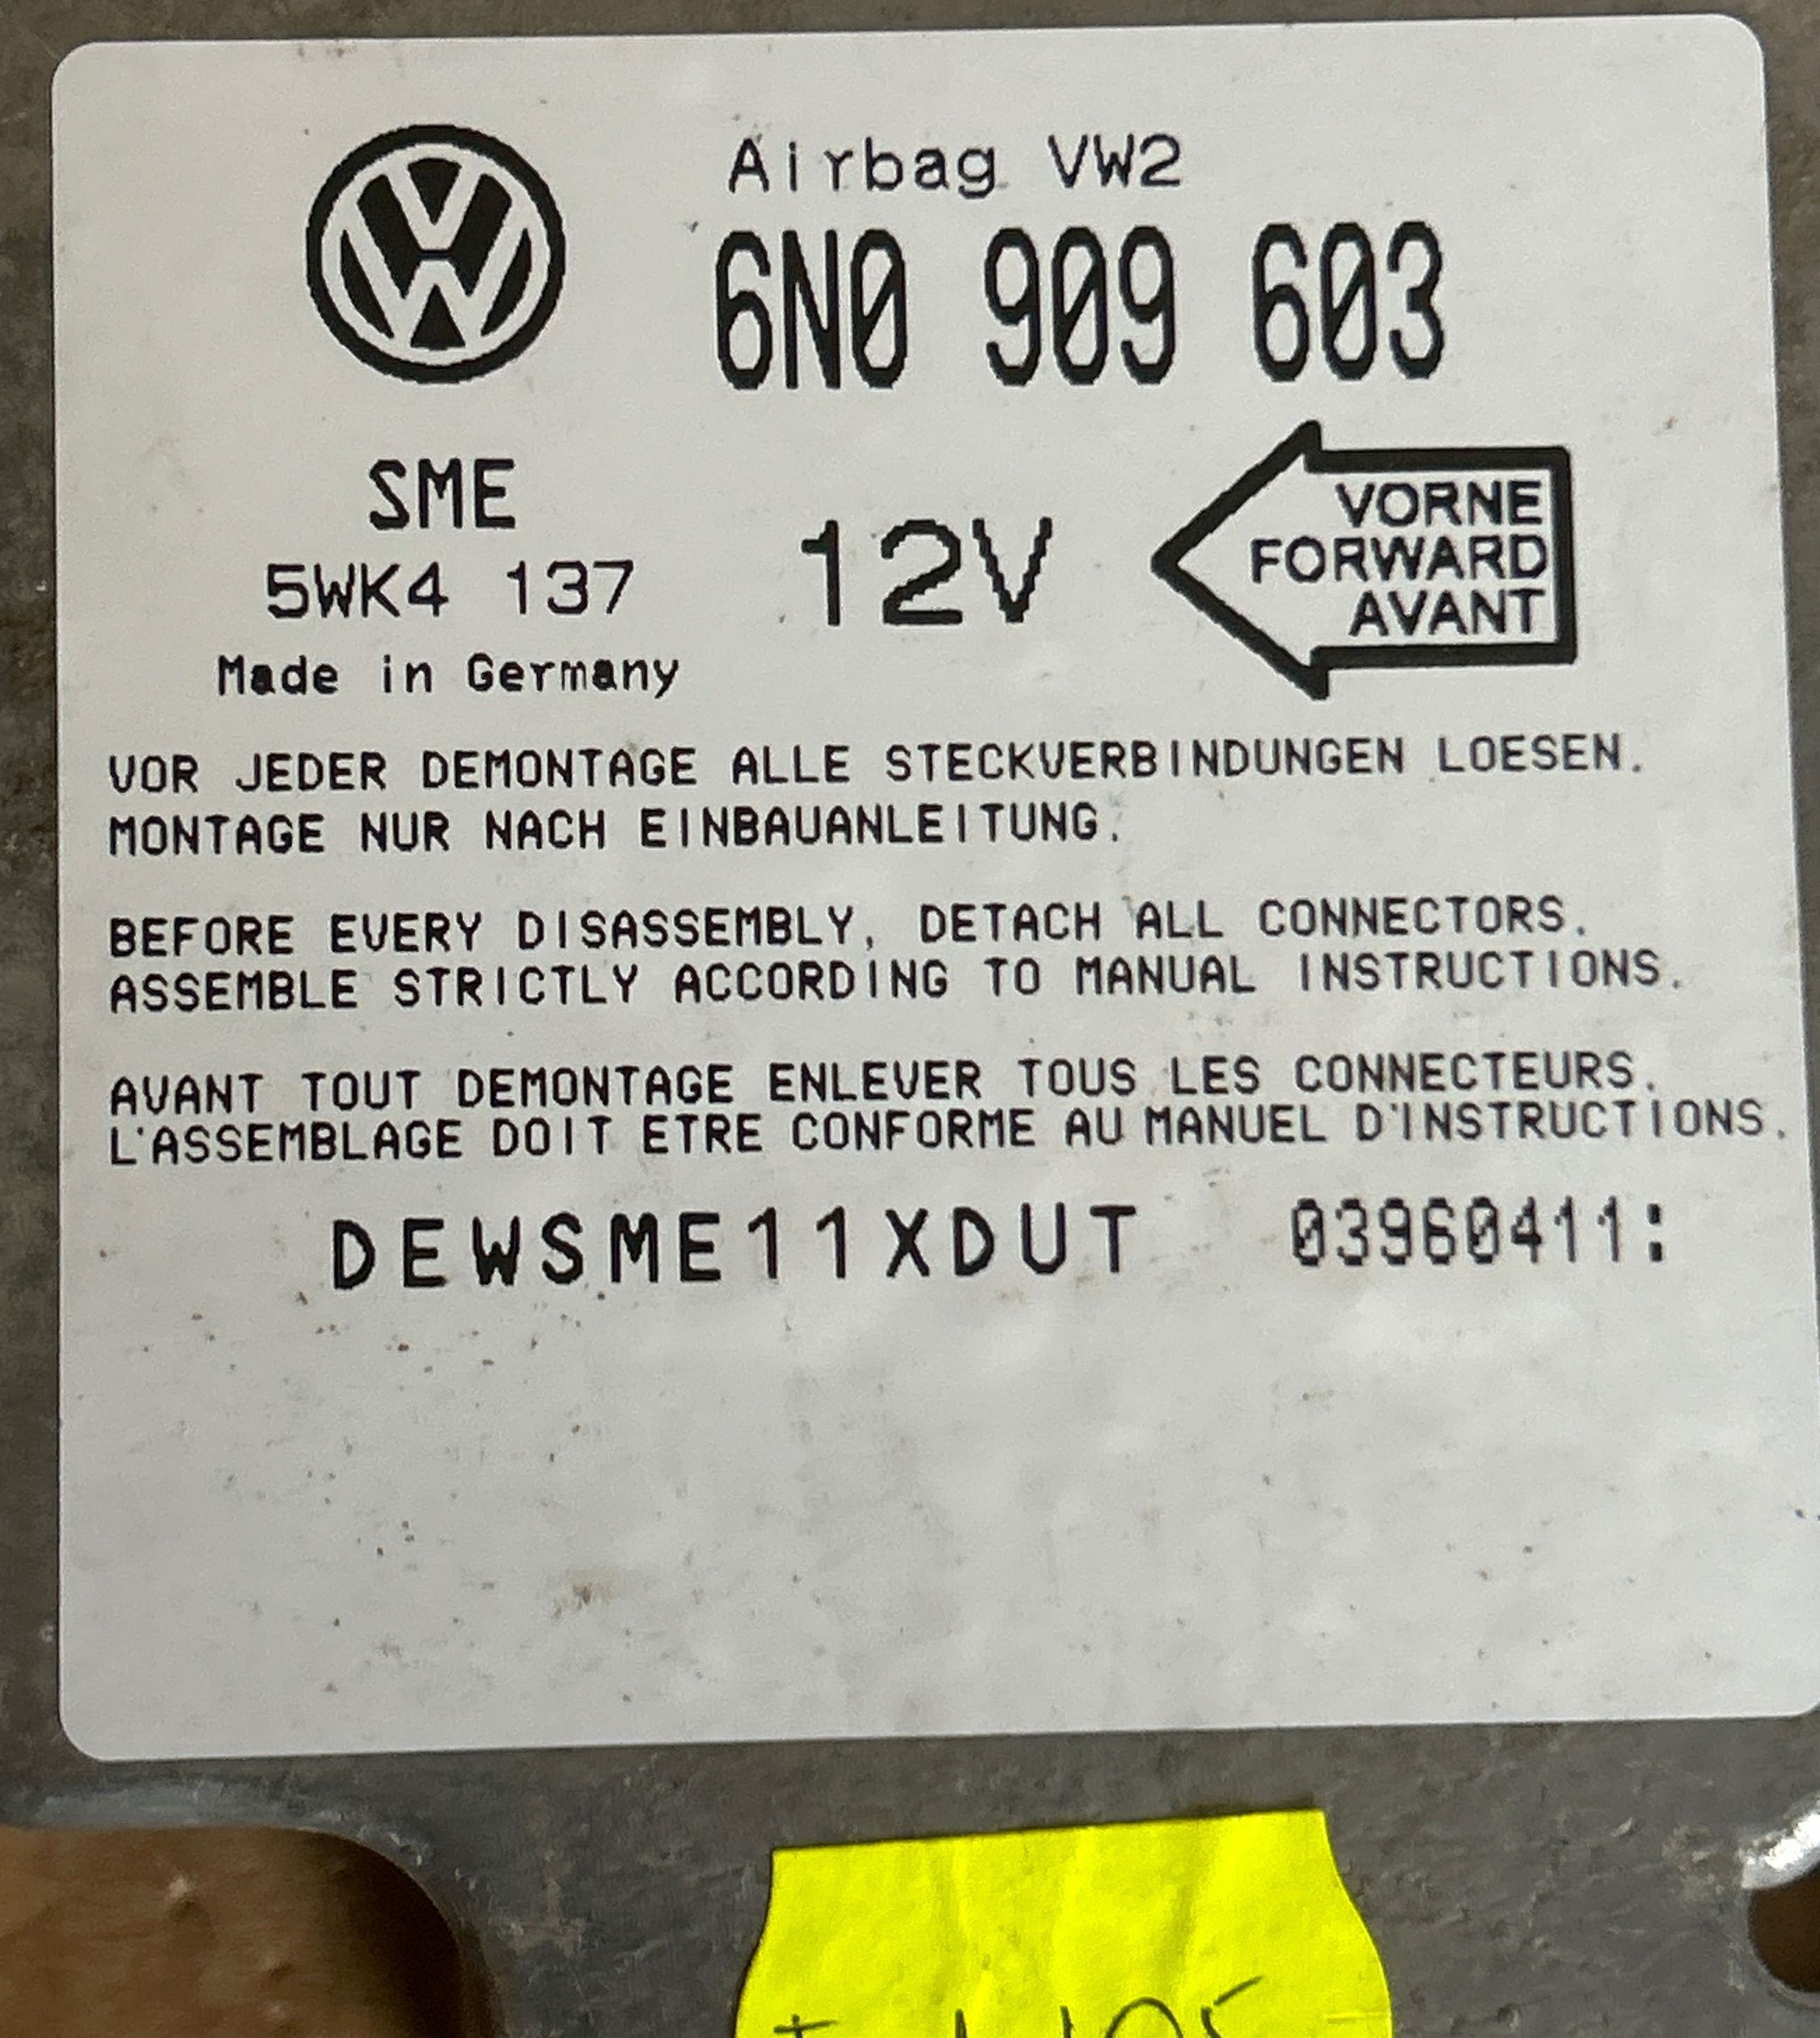 Airbag VW2
6N0 909 603
SME
5WK4 137
Made in Germany
12V
VORNE
FORWARD
AVANT
VOR JEDER DEMONTAGE ALLE STECKVERBINDUNGEN LOESEN.
MONTAGE NUR NACH EINBAUANLEITUNG.
BEFORE EVERY DISASSEMBLY, DETACH ALL CONNECTORS.
ASSEMBLE STRICTLY ACCORDING TO MANUAL INSTRUCTIONS.
AVANT TOUT DEMONTAGE ENLEVER TOUS LES CONNECTEURS.
L'ASSEMBLAGE DOIT ETRE CONFORME AU MANUEL D'INSTRUCTIONS.
DEWSME11XDUT 03960411: